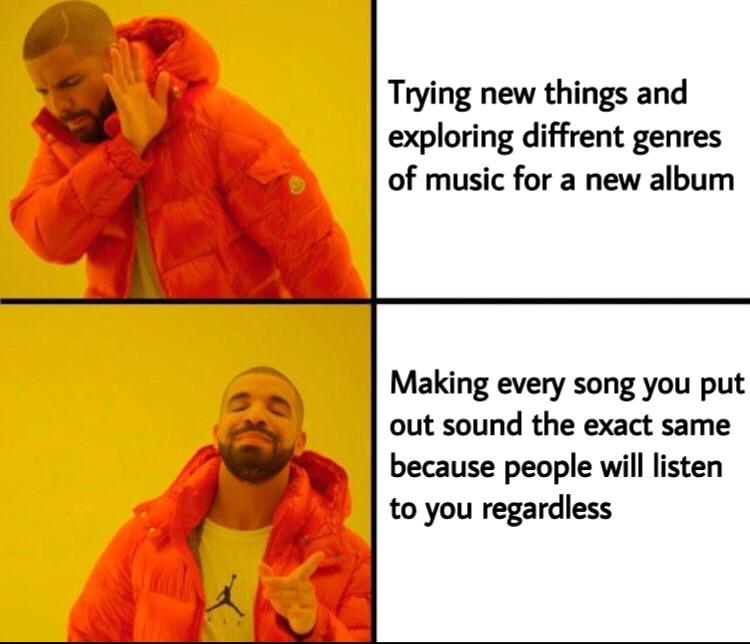 Trying new things and
exploring diffrent genres
of music for a new album
Making every song you put
out sound the exact same
because people will listen
to you regardless